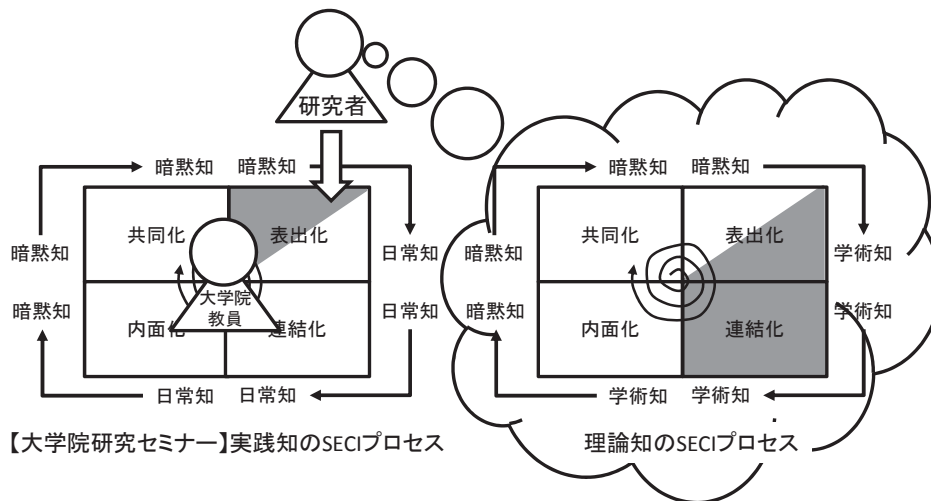 研究者
暗黙知 暗黙知
暗黙知 暗黙知
共同化 表出化
暗黙知 日常知
大学院
教員
暗黙知 日常知
内面化 連結化
日常知 日常知
共同化 表出化
暗黙知 学術知
暗黙知 学術知
内面化 連結化
学術知 学術知
【大学院研究セミナー】実践知のSECIプロセス
理論知のSECIプロセス